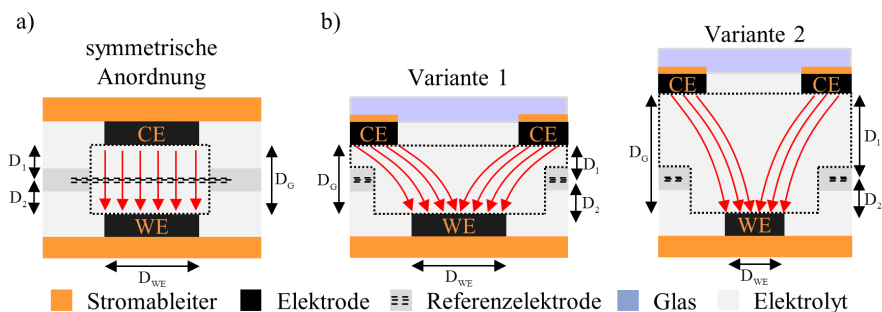 a)
symmetrische
Anordnung
CE
WE
D1
D2
DG
DWE
b)
Variante 1
CE
CE
WE
DG
D1
D2
DWE
Variante 2
CE
CE
WE
DG
D1
D2
DWE
Stromableiter
Elektrode
Referenzelektrode
Glas
Elektrolyt